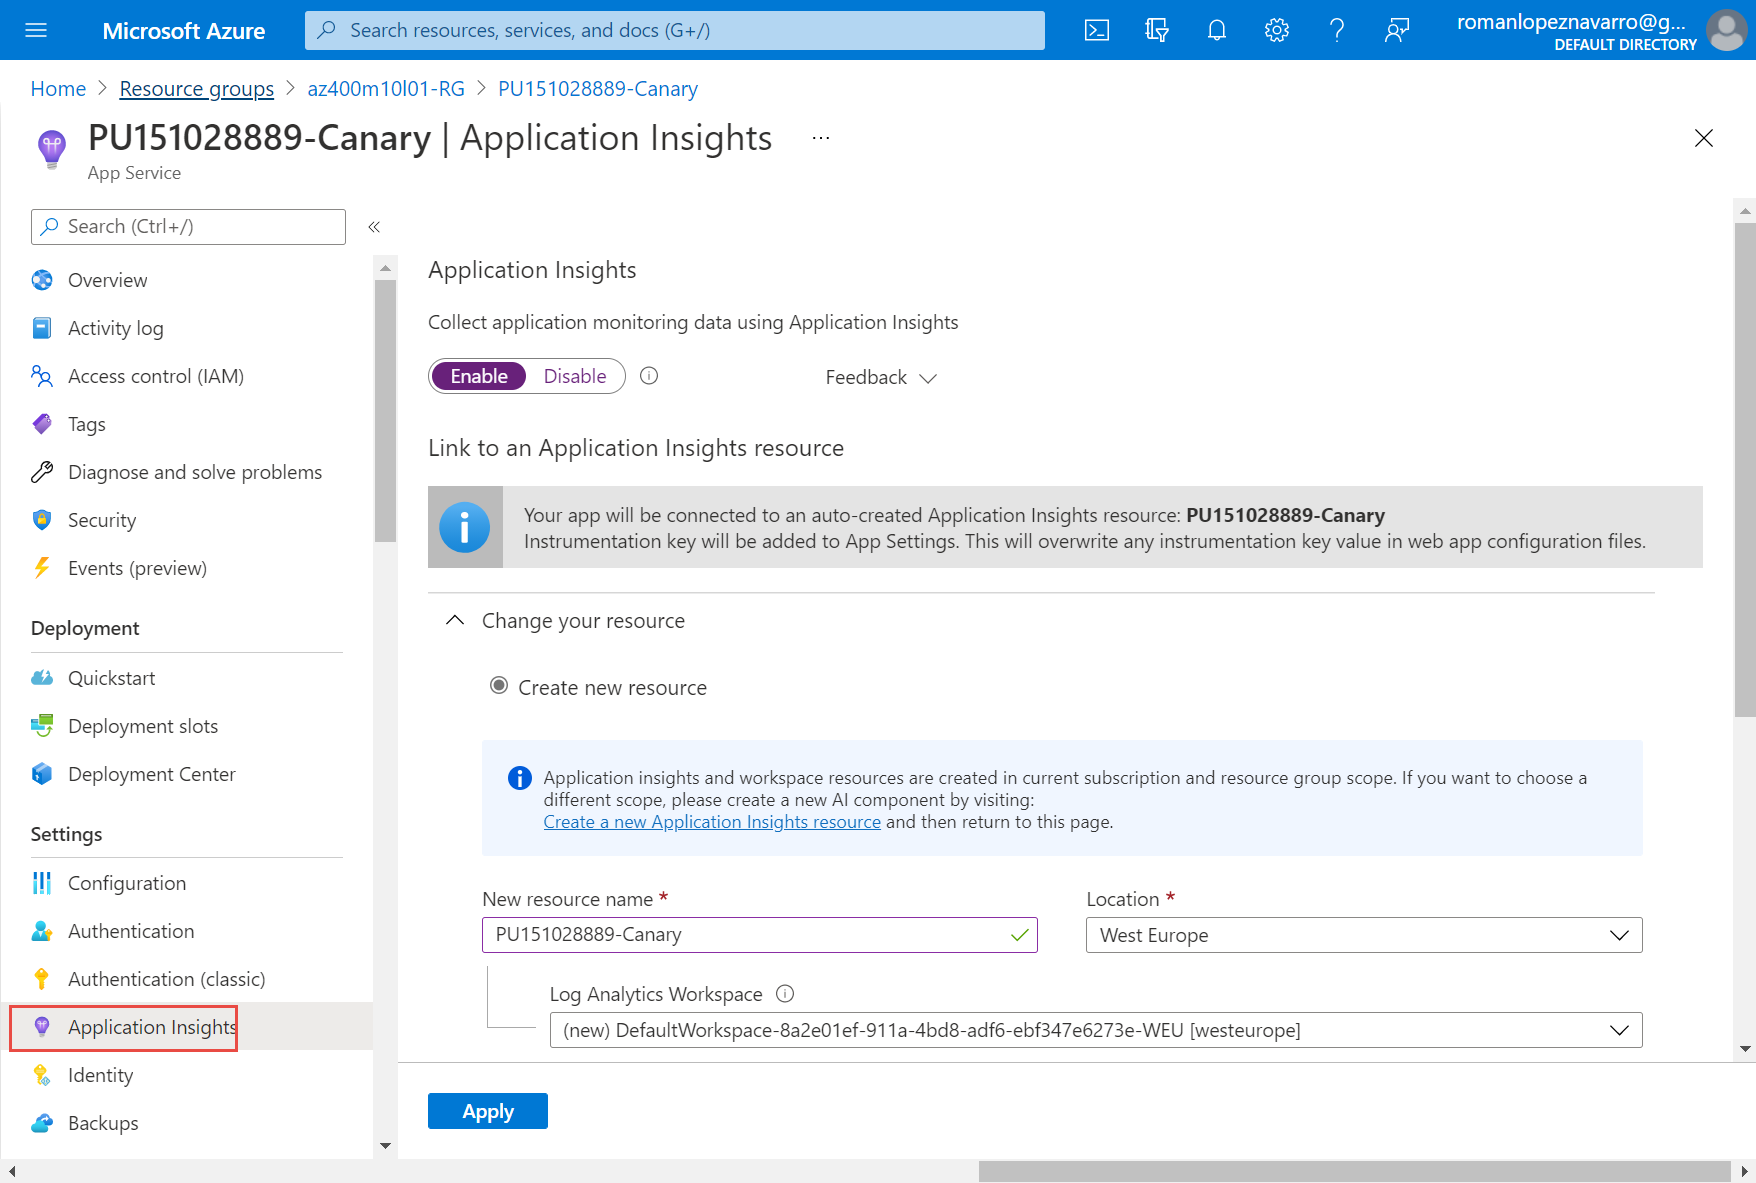 Microsoft Azure
Search resources, services, and docs (G+/)
romanlopeznavarro@g...
DEFAULT DIRECTORY
Home > Resource groups > az400m10l01-RG > PU151028889-Canary
PU151028889-Canary | Application Insights ...
App Service
Search (Ctrl+/)
«
Overview
Activity log
Access control (IAM)
Tags
Diagnose and solve problems
Security
Events (preview)
Deployment
Quickstart
Deployment slots
Deployment Center
Settings
Configuration
Authentication
Authentication (classic)
Application Insights
Identity
Backups
Application Insights
Collect application monitoring data using Application Insights
Enable Disable
Feedback
Link to an Application Insights resource
Your app will be connected to an auto-created Application Insights resource: PU151028889-Canary
Instrumentation key will be added to App Settings. This will overwrite any instrumentation key value in web app configuration files.
Change your resource
Create new resource
Application insights and workspace resources are created in current subscription and resource group scope. If you want to choose a
different scope, please create a new AI component by visiting:
Create a new Application Insights resource and then return to this page.
New resource name *
PU151028889-Canary
Location *
West Europe
Log Analytics Workspace
(new) DefaultWorkspace-8a2e01ef-911a-4bd8-adf6-ebf347e6273e-WEU [westeurope]
Apply